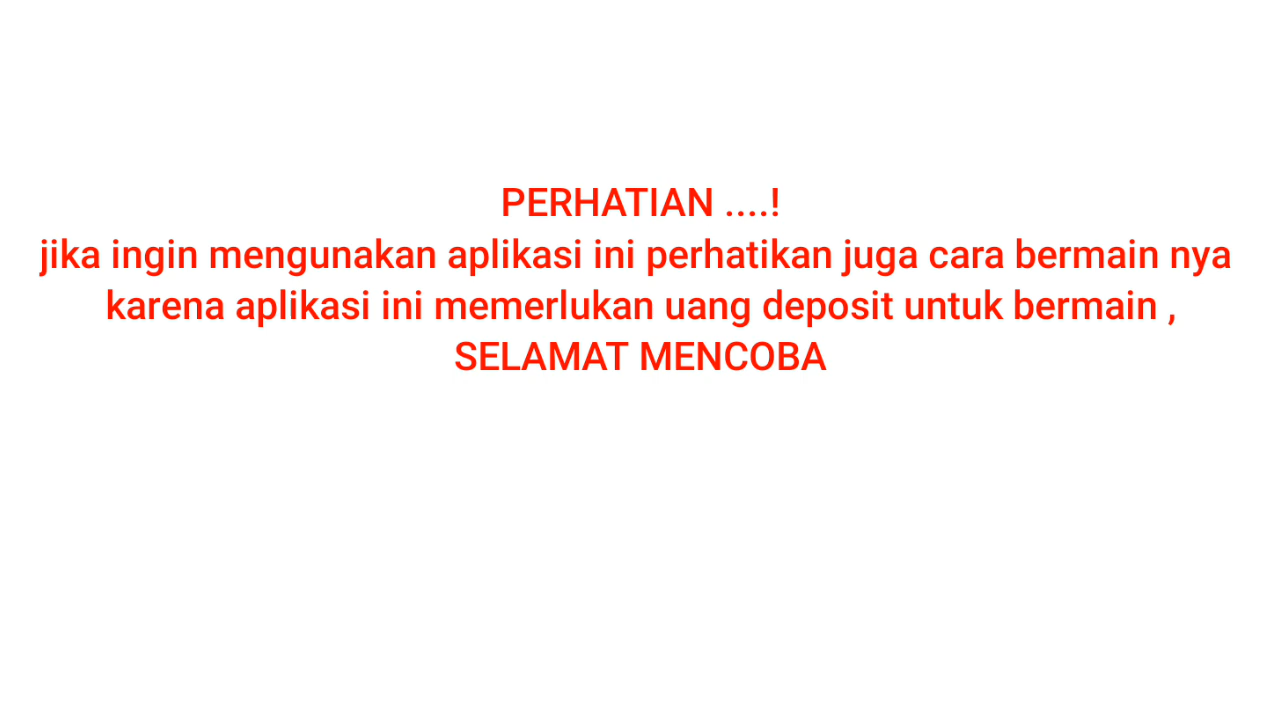 PERHATIAN ....!
jika ingin mengunakan aplikasi ini perhatikan juga cara bermain nya
karena aplikasi ini memerlukan uang deposit untuk bermain ,
SELAMAT MENCOBA